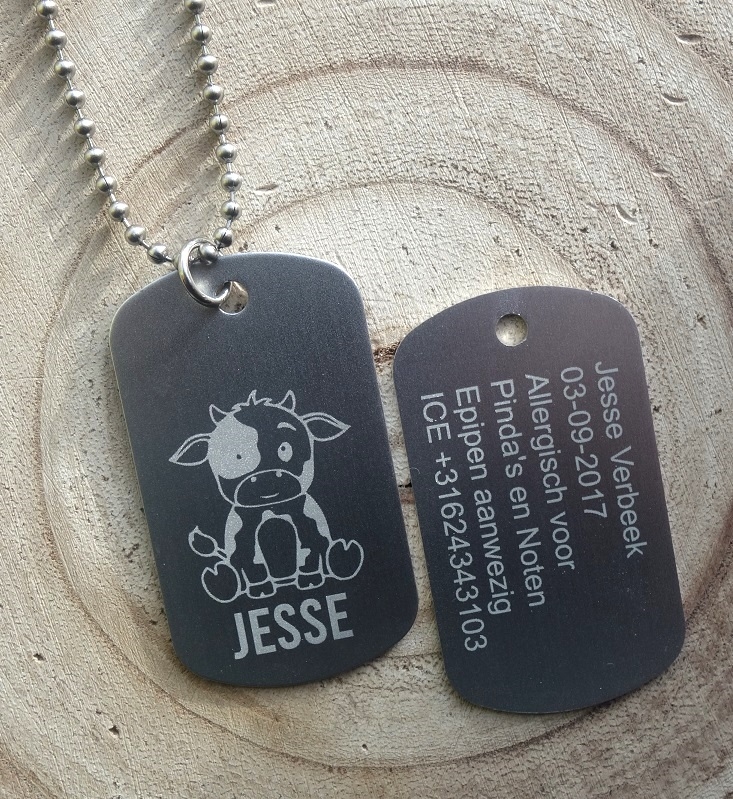 JESSE
Jesse Verbeek
03-09-2017
Allergisch voor
Pinda's en Noten
Epipen aanwezig
ICE +31624343103